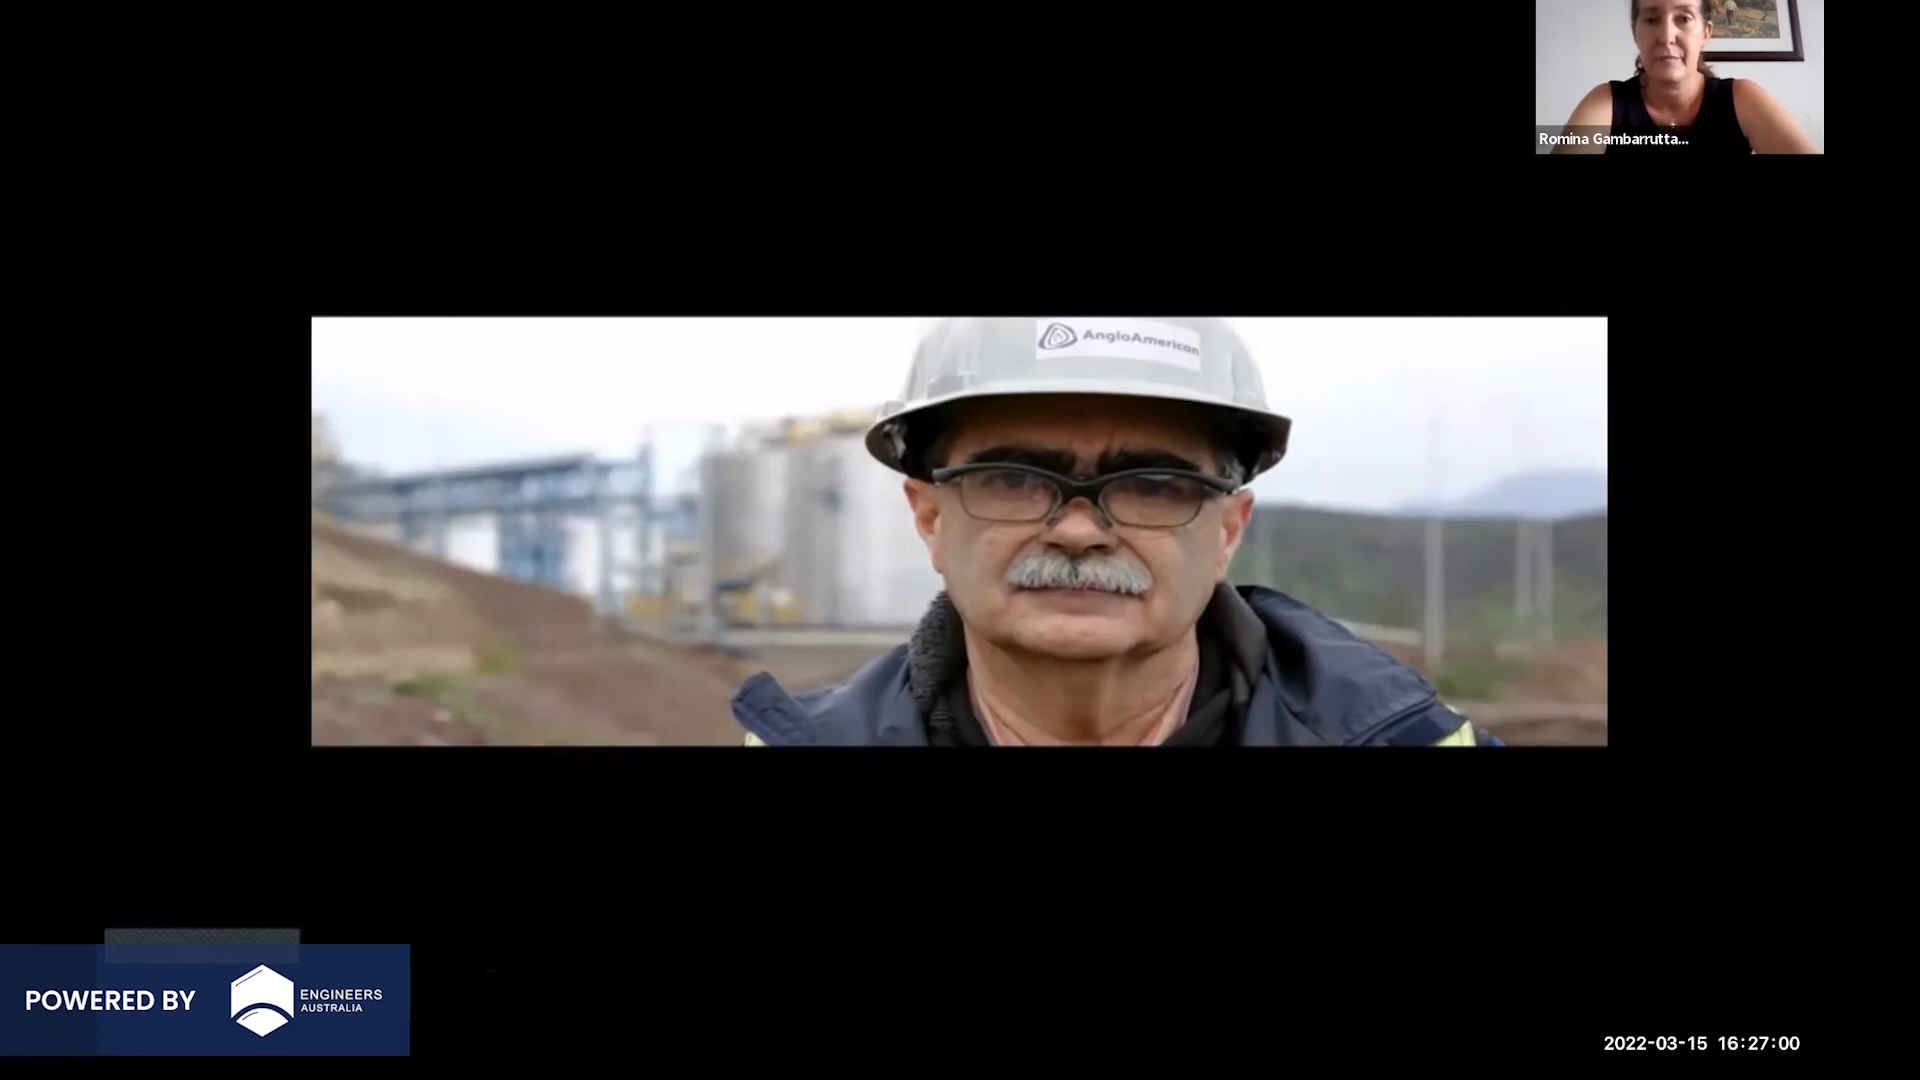 Romina Gambarrutta...
AngloAmerican
POWERED BY
ENGINEERS
AUSTRALIA
2022-03-15 16:27:00